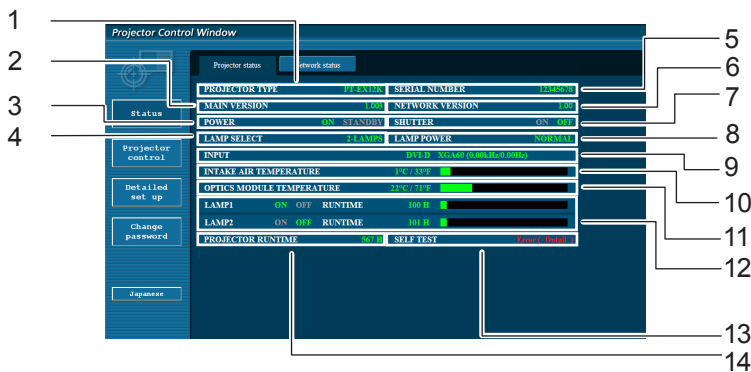 Projector Control Window
Projector status Network status
PROJECTOR TYPE PT-EX12K SERIAL NUMBER 12345678
MAIN VERSION 1.00 NETWORK VERSION 1.00
POWER ON STANDBY SHUTTER ON OFF
LAMP SELECT 2-LAMPS LAMP POWER NORMAL
INPUT DVI-D XGA60 (0.00kHz/0.00Hz)
INTAKE AIR TEMPERATURE 1°C / 33°F
OPTICS MODULE TEMPERATURE 22°C / 71°F
LAMP1 ON OFF RUNTIME 100 H
LAMP2 ON OFF RUNTIME 101 H
PROJECTOR RUNTIME 567 H SELF TEST Error ( Detail )
Status
Projector
control
Detailed
set up
Change
password
Japanese
1
2
3
4
5
6
7
8
9
10
11
12
13
14